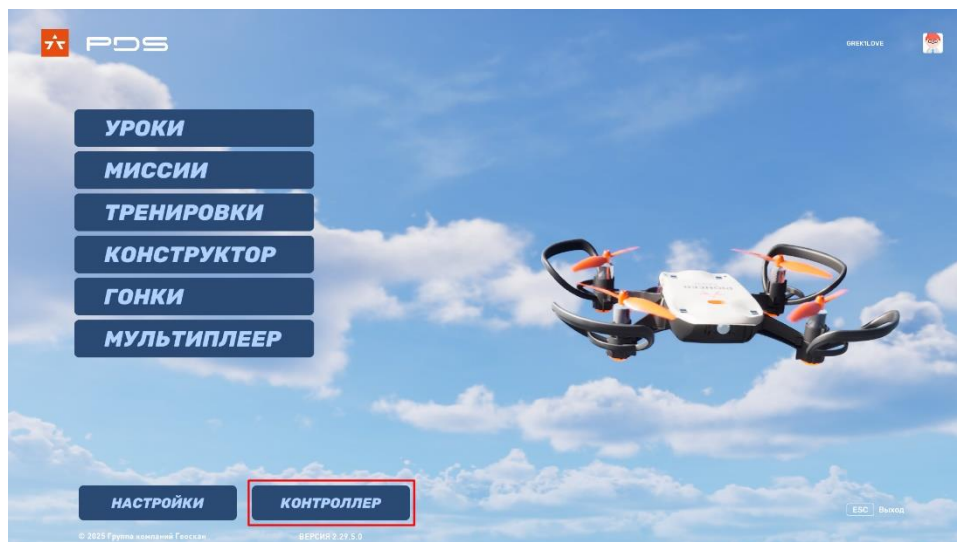 PDS
GREK1LOVE
УРОКИ
МИССИИ
ТРЕНИРОВКИ
КОНСТРУКТОР
ГОНКИ
МУЛЬТИПЛЕЕР
НАСТРОЙКИ
КОНТРОЛЛЕР
ESC Выход
© 2025 Группа компаний Геоскан
ВЕРСИЯ 2.29.5.0